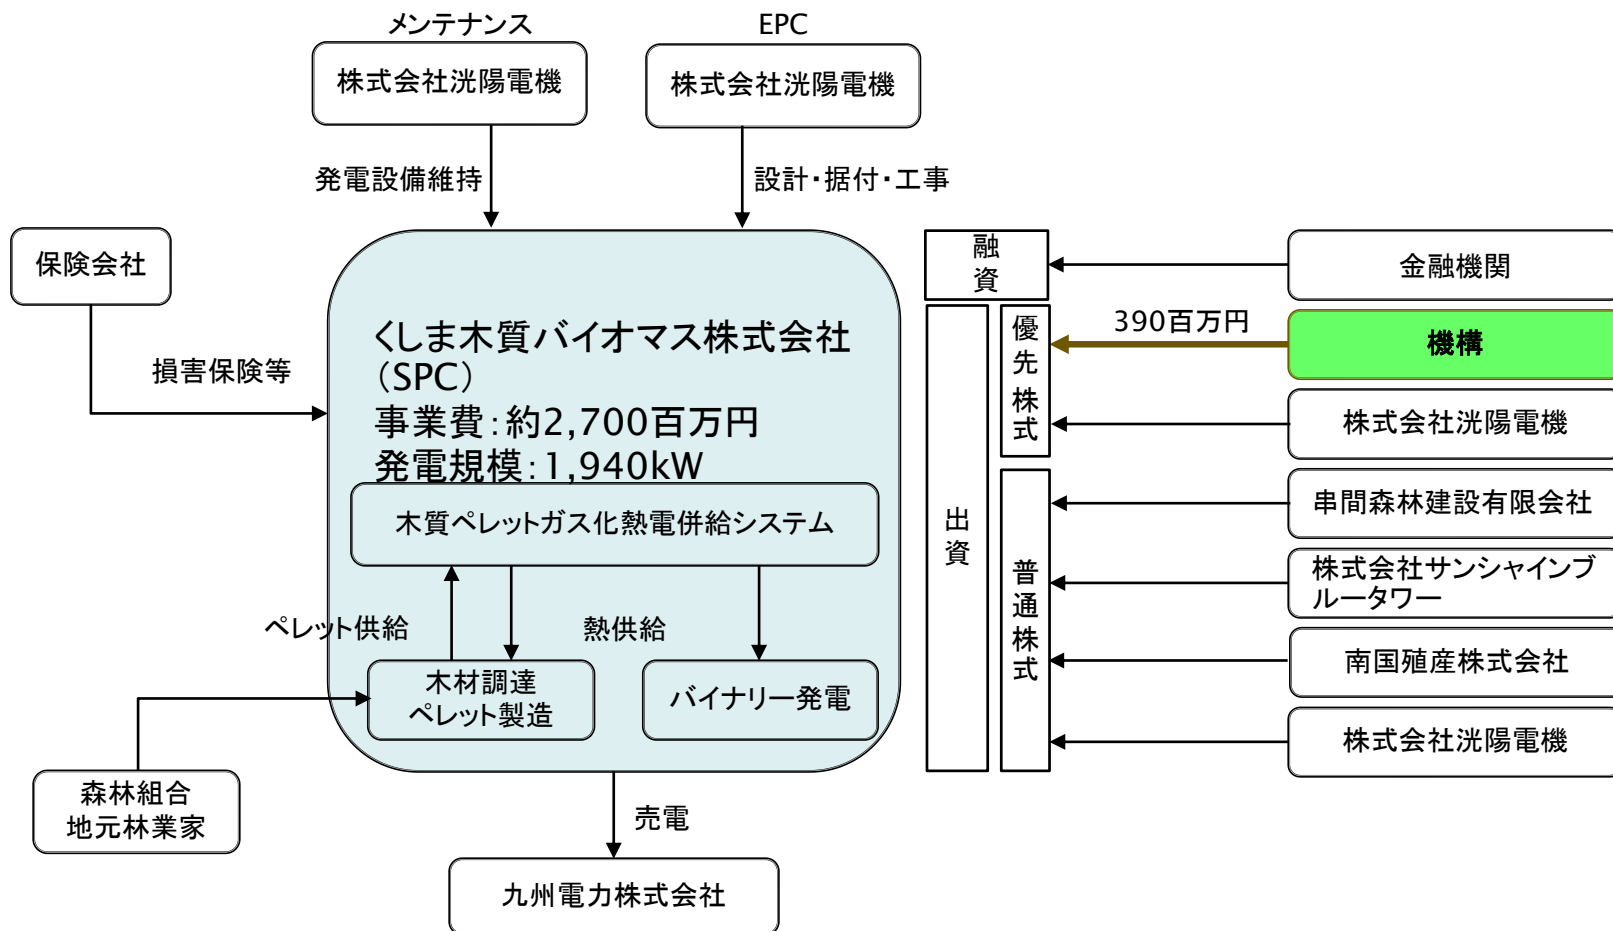 メンテナンス
EPC
株式会社洸陽電機
株式会社洸陽電機
発電設備維持
設計・据付・工事
保険会社
損害保険等
くしま木質バイオマス株式会社
（SPC）
事業費：約2,700百万円
発電規模：1,940kW
木質ペレットガス化熱電併給システム
ペレット供給
熱供給
木材調達
ペレット製造
バイナリー発電
森林組合
地元林業家
売電
九州電力株式会社
融資
出資
優先株式
普通株式
390百万円
金融機関
機構
株式会社洸陽電機
串間森林建設有限会社
株式会社サンシャインブ
ルータワー
南国殖産株式会社
株式会社洸陽電機